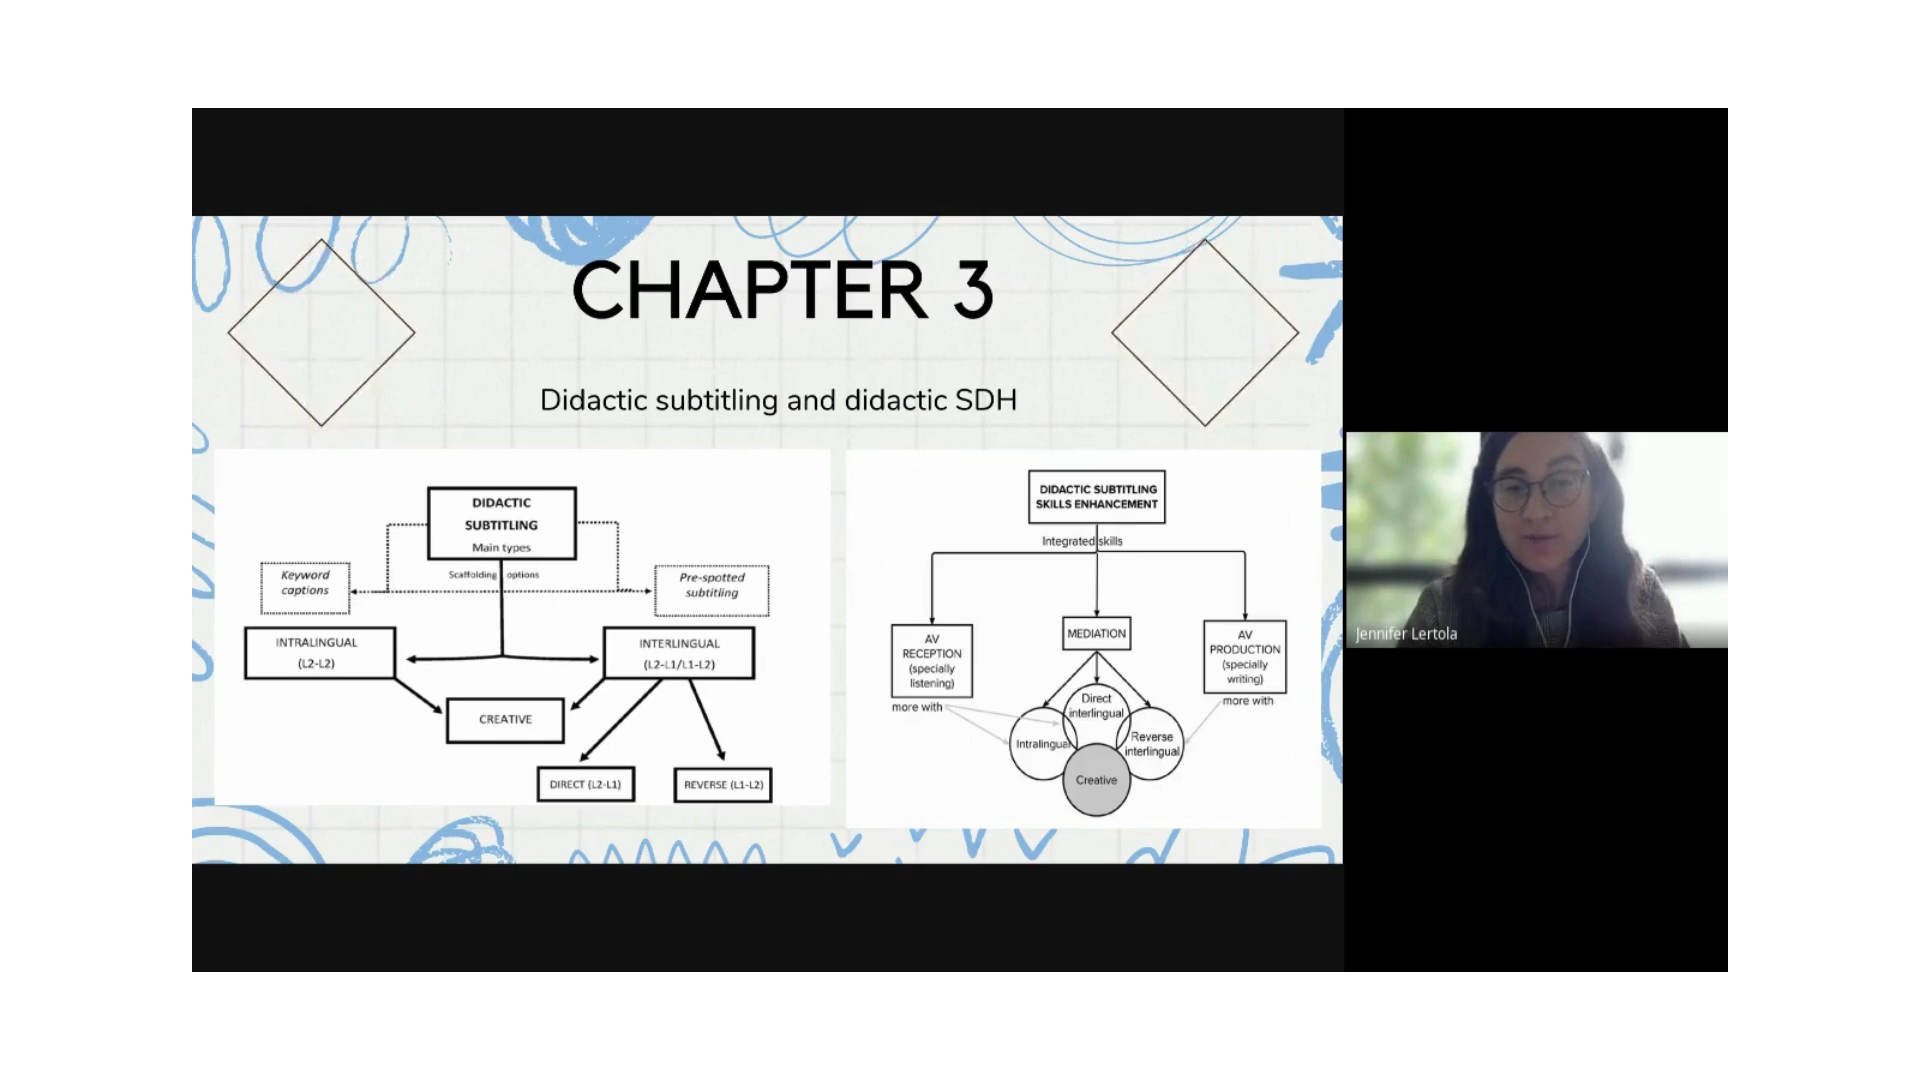 CHAPTER 3
Didactic subtitling and didactic SDH
DIDACTIC
SUBTITLING
Main types
Scaffolding options
Keyword
captions
Pre-spotted
subtitling
INTRALINGUAL
(L2-L2)
INTERLINGUAL
(L2-L1/L1-L2)
CREATIVE
DIRECT (L2-L1)
REVERSE (L1-L2)
DIDACTIC SUBTITLING
SKILLS ENHANCEMENT
Integrated skills
AV
RECEPTION
(specially
listening)
more with
MEDIATION
AV
PRODUCTION
(specially
writing)
more with
Direct
interlingual
Intralingual
Reverse
interlingual
Creative
Jennifer Lertola